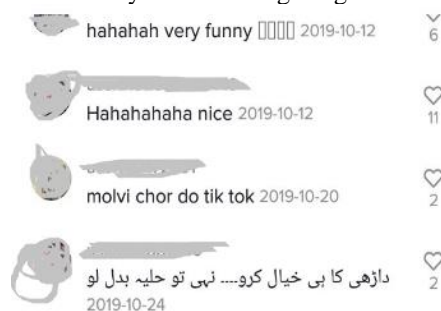 hahahah very funny 2019-10-12
6
Hahahahaha nice 2019-10-12
11
molvi chor do tik tok 2019-10-20
2
داڑھی کا ہی خیال کرو.... نہی تو حلیہ بدل لو
2
2019-10-24